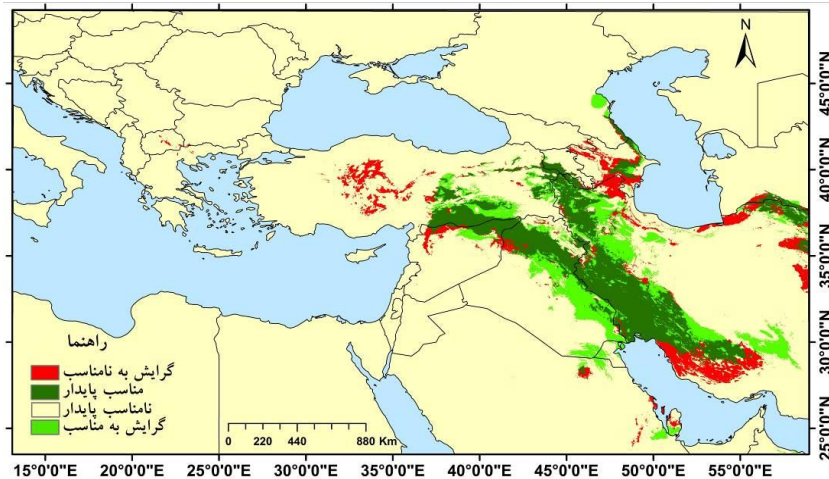 N
45°0'0"N
40°0'0"N
35°0'0"N
30°0'0"N
25°0'0"N
راهنما
گرایش به نامناسب
مناسب پایدار
نامناسب پایدار
گرایش به مناسب
0 220 440 880 Km
15°0'0"E 20°0'0"E 25°0'0"E 30°0'0"E 35°0'0"E 40°0'0"E 45°0'0"E 50°0'0"E 55°0'0"E